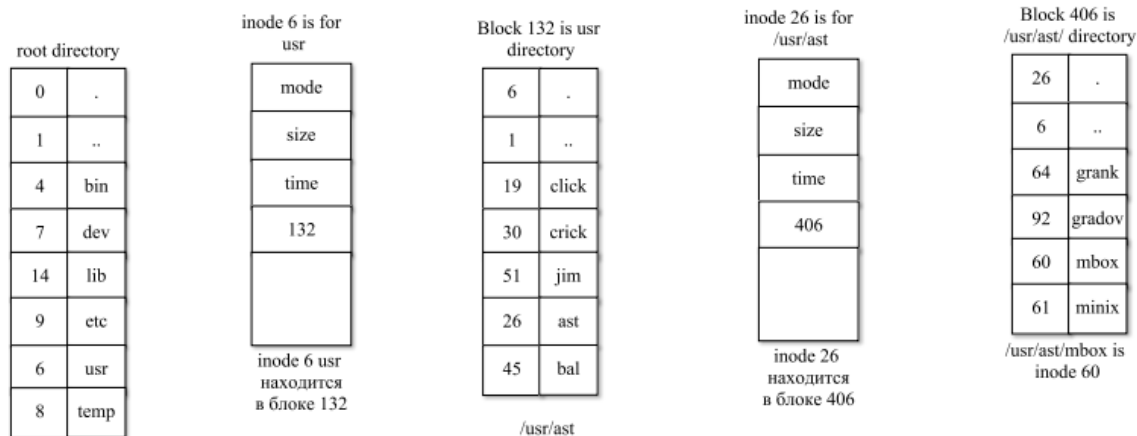 root directory
0 .
1 ..
4 bin
7 dev
14 lib
9 etc
6 usr
8 temp
inode 6 is for
usr
mode
size
time
132
inode 6 usr
находится
в блоке 132
Block 132 is usr
directory
6 .
1 ..
19 click
30 crick
51 jim
26 ast
45 bal
/usr/ast
inode 26 is for
/usr/ast
mode
size
time
406
inode 26
находится
в блоке 406
Block 406 is
/usr/ast/ directory
26 .
6 ..
64 grank
92 gradov
60 mbox
61 minix
/usr/ast/mbox is
inode 60